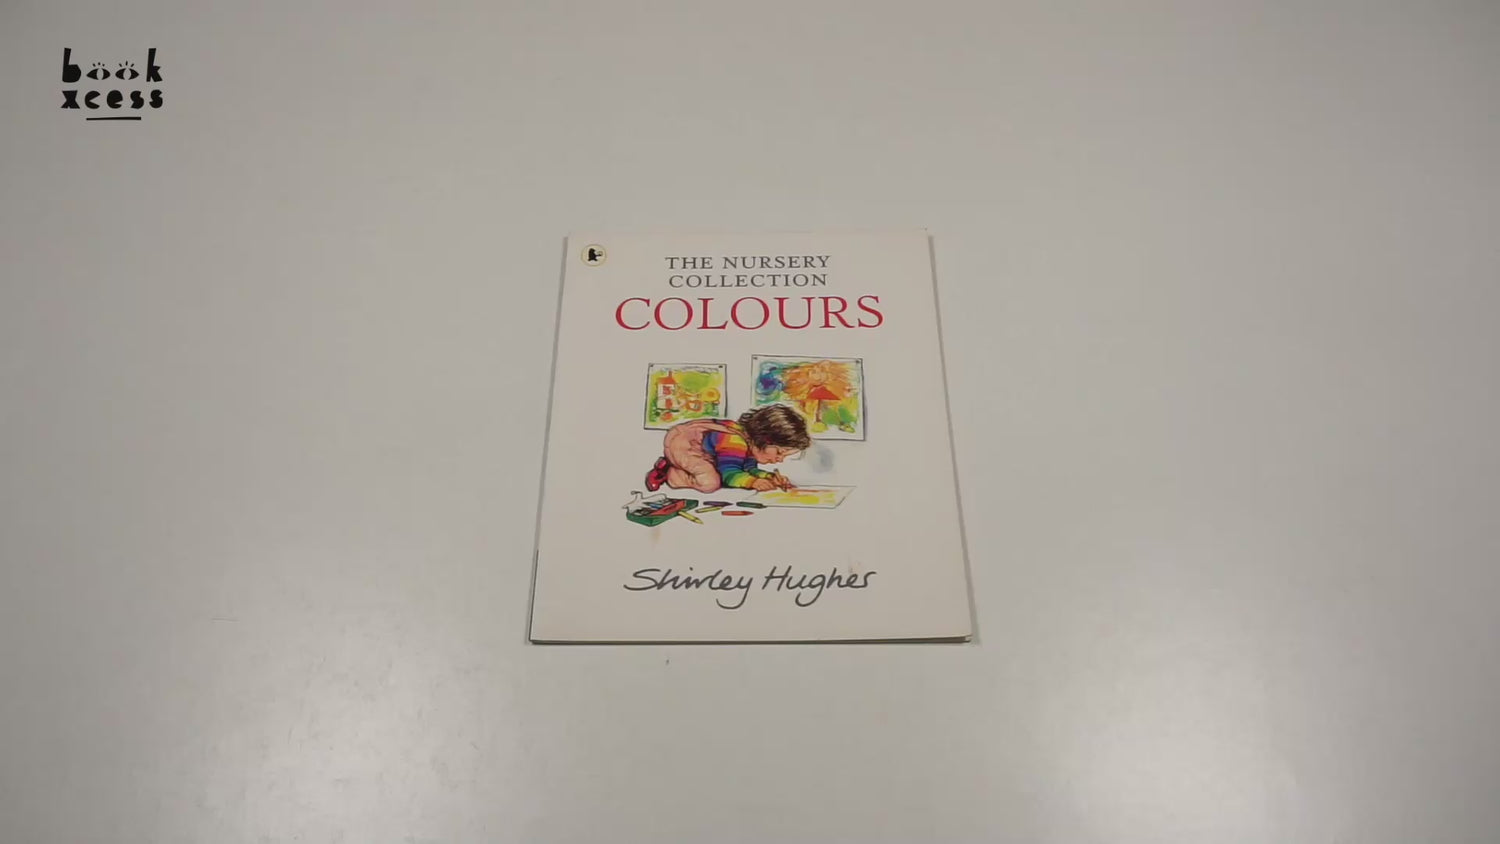 book
xcess
THE NURSERY
COLLECTION
COLOURS
Shirley Hughes